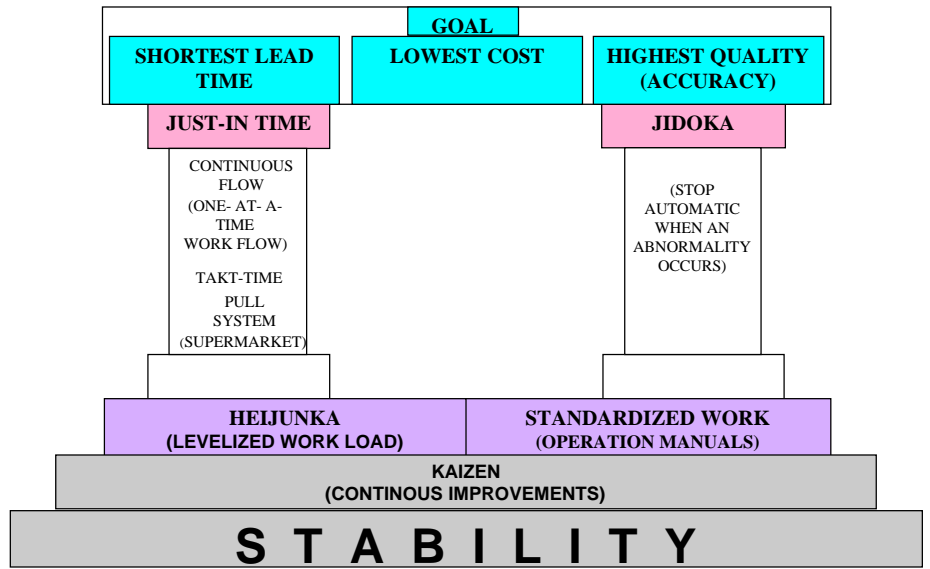 GOAL
SHORTEST LEAD
TIME
LOWEST COST
HIGHEST QUALITY
(ACCURACY)
JUST-IN TIME
JIDOKA
CONTINUOUS
FLOW
(ONE- AT- A-
TIME
WORK FLOW)
TAKT-TIME
PULL
SYSTEM
(SUPERMARKET)
(STOP
AUTOMATIC
WHEN AN
ABNORMALITY
OCCURS)
HEIJUNKA
(LEVELIZED WORK LOAD)
STANDARDIZED WORK
(OPERATION MANUALS)
KAIZEN
(CONTINOUS IMPROVEMENTS)
S T A B I L I T Y